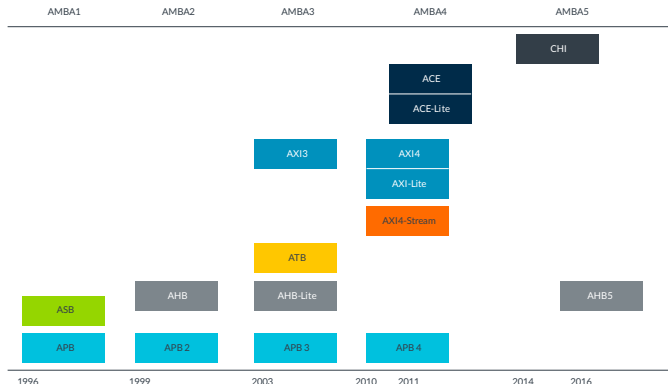 AMBA1 AMBA2 AMBA3 AMBA4 AMBA5
CHI
ACE
ACE-Lite
AXI3 AXI4
AXI-Lite
AXI4-Stream
ATB
AHB AHB-Lite AHB5
ASB
APB APB 2 APB 3 APB 4
1996 1999 2003 2010 2011 2014 2016